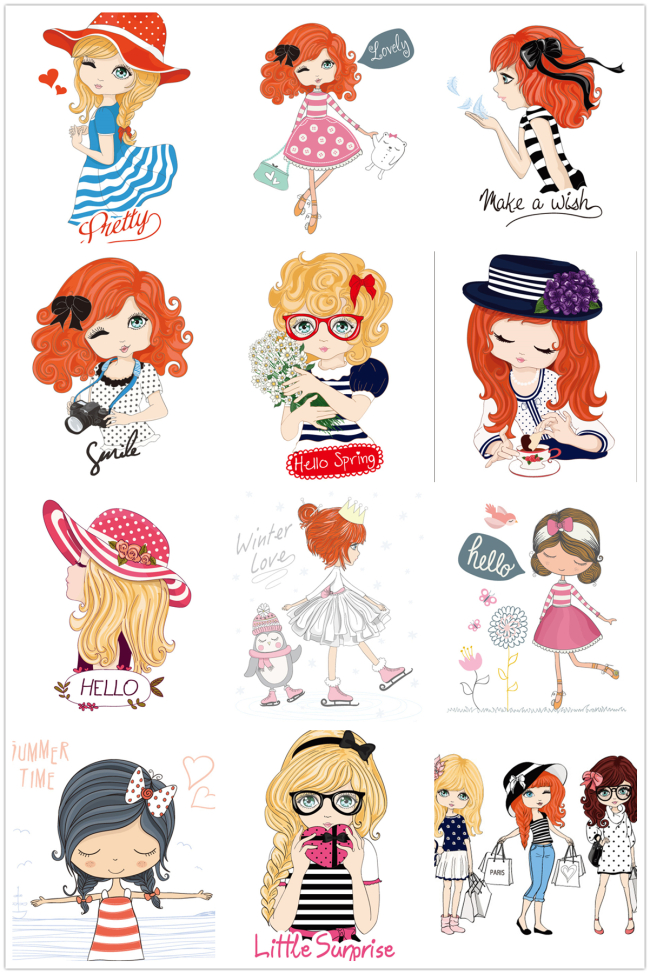 Pretty
Lovely
Make a wish
Smile
Hello Spring
HELLO
Winter
Love
hello
SUMMER
TIME
Little Surprise
PARIS